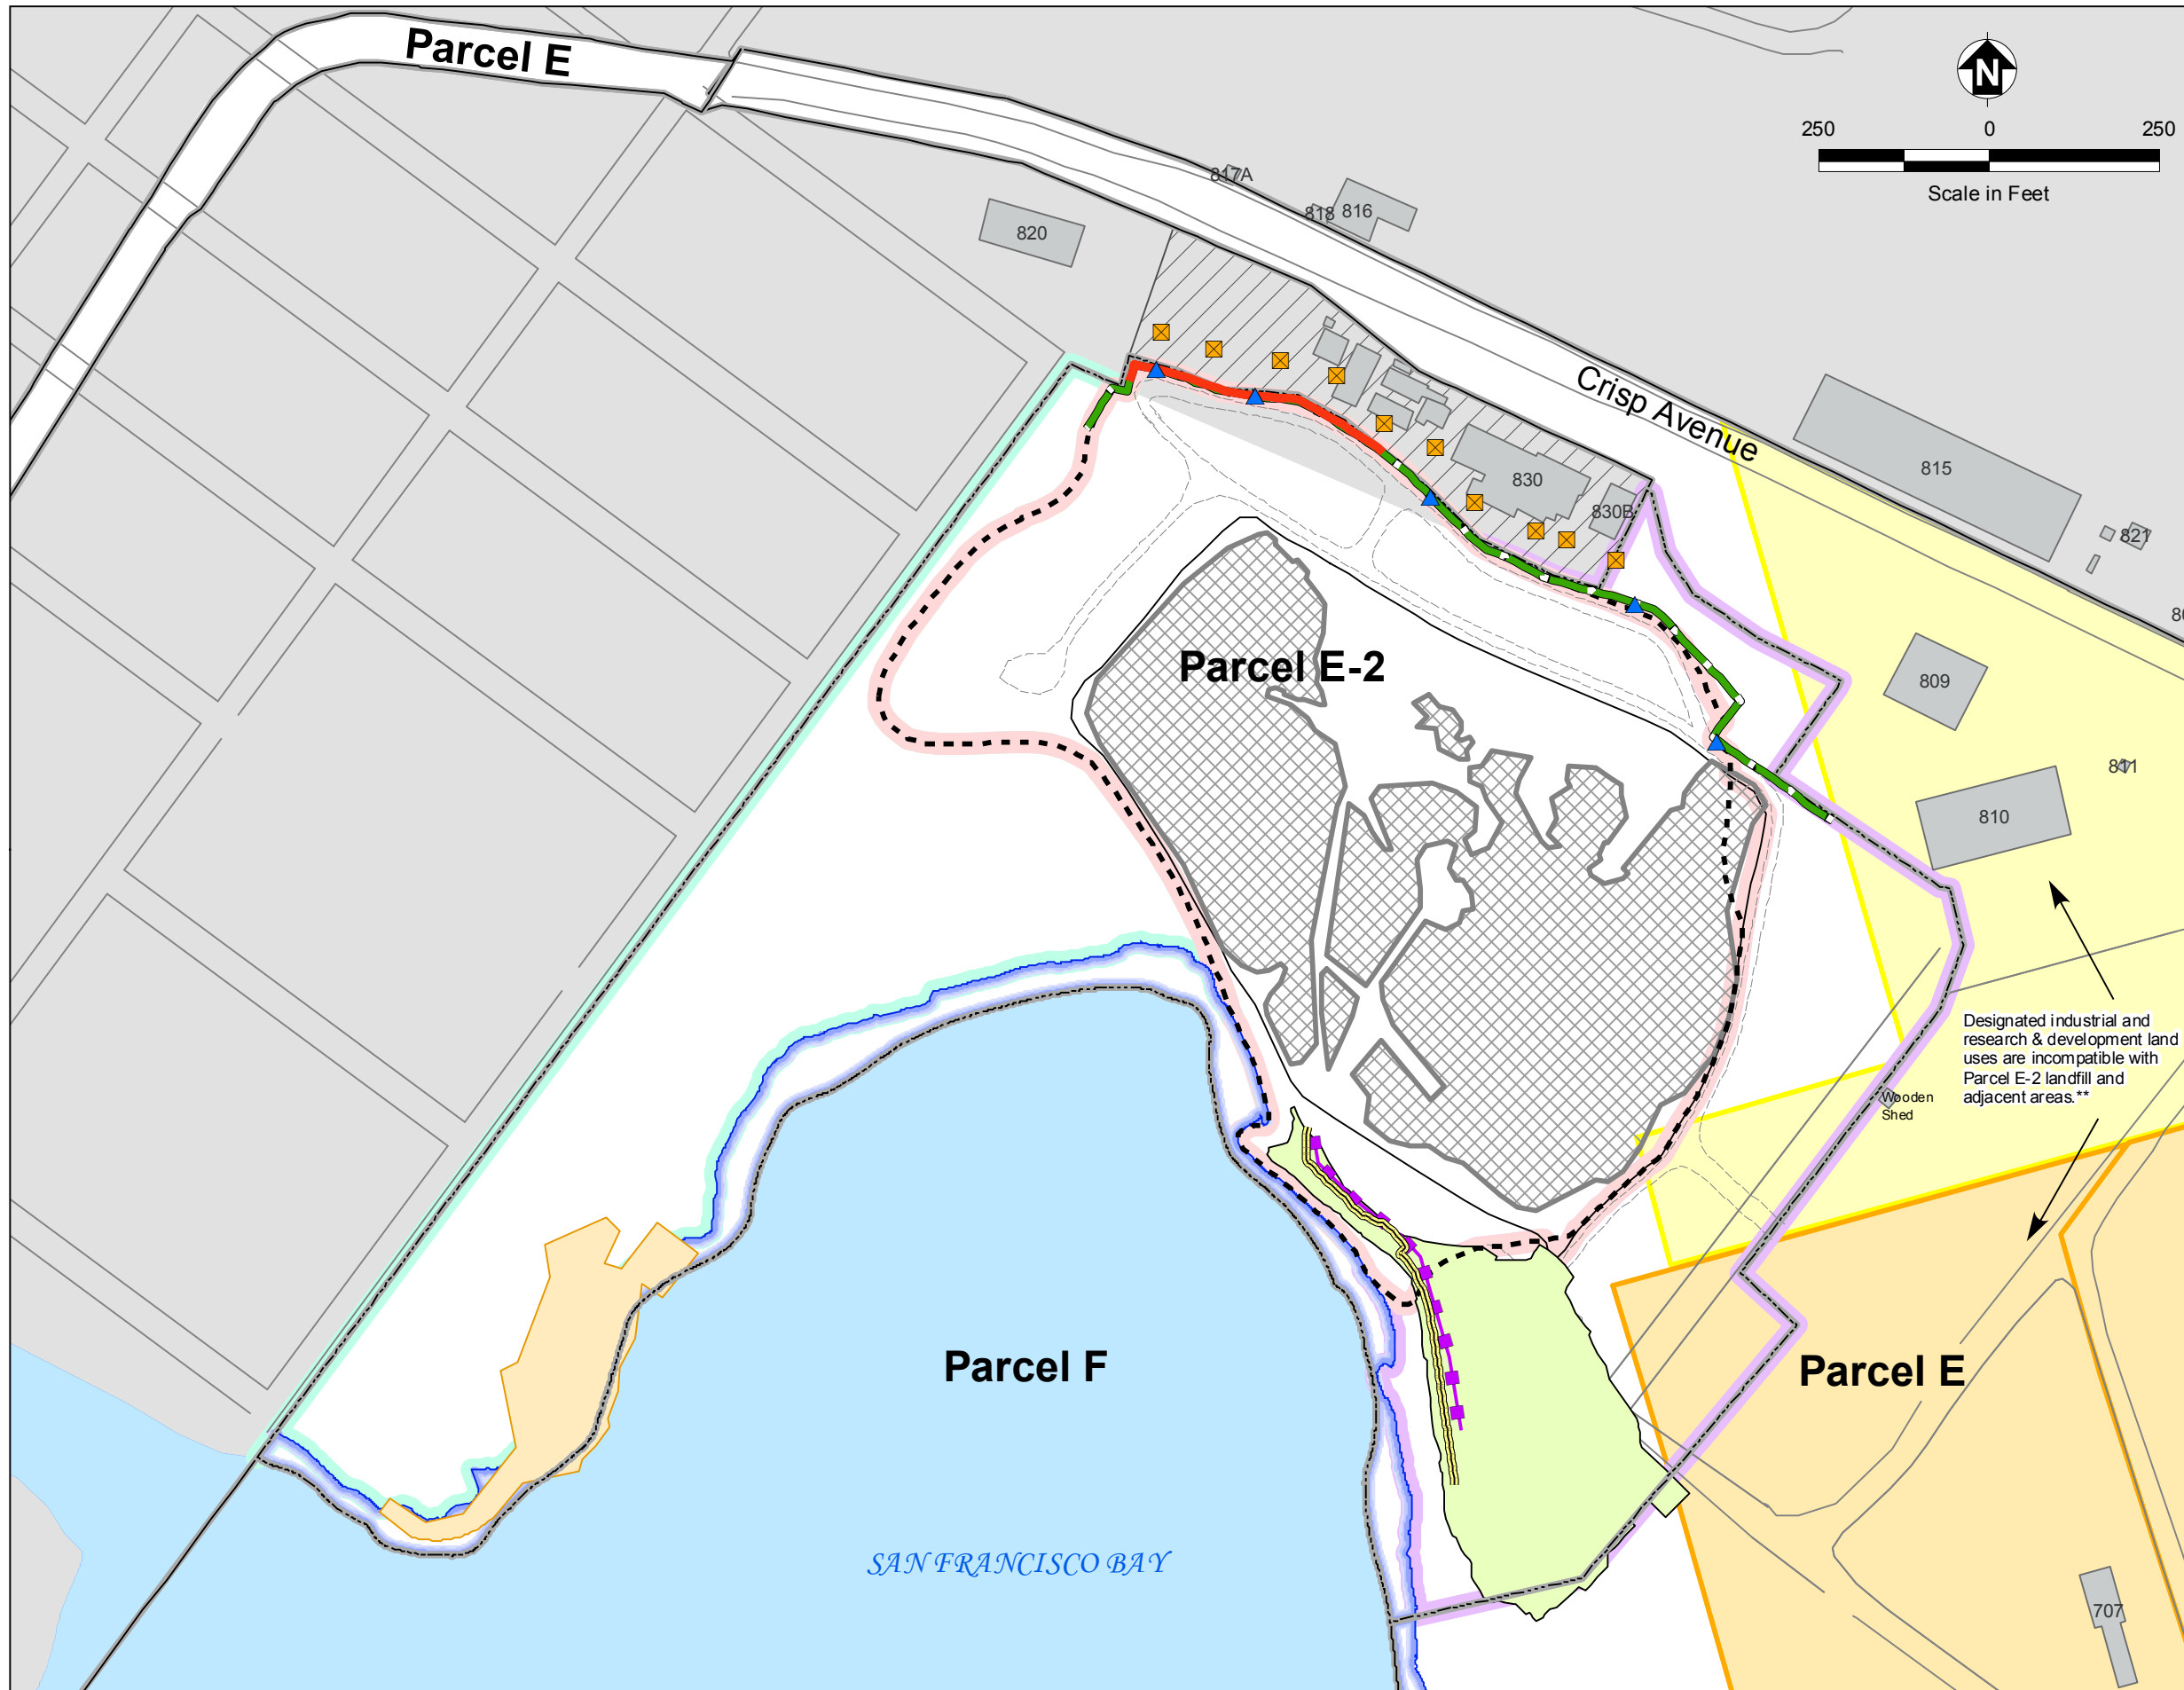 Parcel E
N
250
0
250
Scale in Feet
817A
818
816
820
Crisp Avenue
815
830
830B
821
Parcel E-2
809
811
810
Designated industrial and
research & development land
uses are incompatible with
Parcel E-2 landfill and
adjacent areas.**
Wooden
Shed
Parcel F
Parcel E
SAN FRANCISCO BAY
707